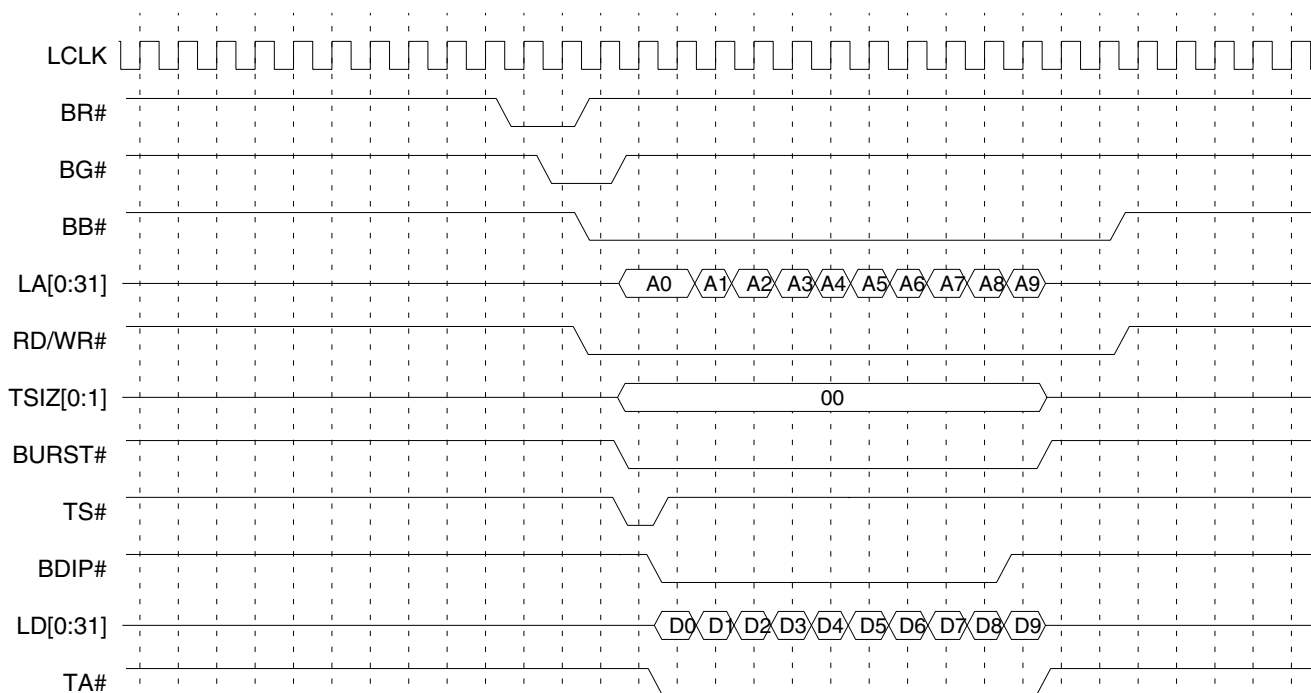 LCLK
BR#
BG#
BB#
LA[0:31] A0 A1 A2 A3 A4 A5 A6 A7 A8 A9
RD/WR#
TSIZ[0:1] 00
BURST#
TS#
BDIP#
LD[0:31] D0 D1 D2 D3 D4 D5 D6 D7 D8 D9
TA#